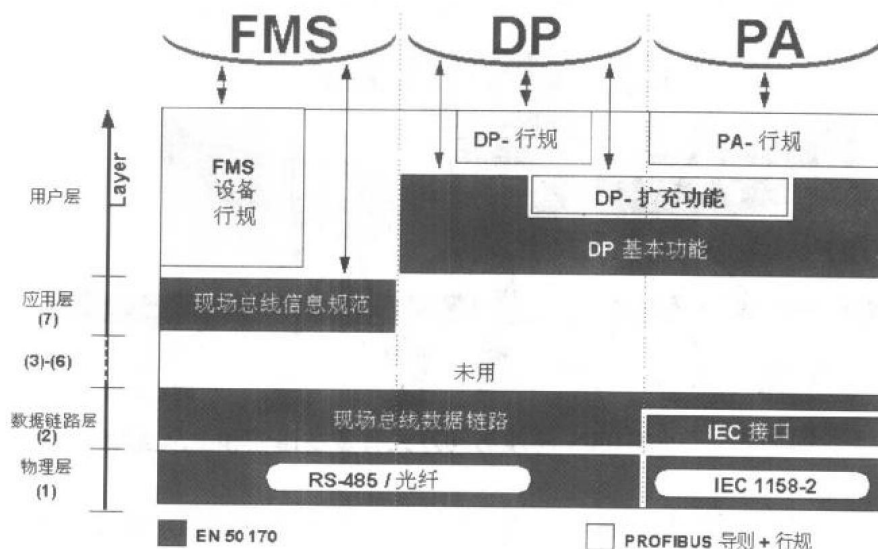 FMS DP PA
DP- 行规
PA- 行规
FMS
设备
行规
DP- 扩充功能
DP 基本功能
用户层
Layer
应用层
(7)
现场总线信息规范
(3)-(6)
未用
数据链路层
(2)
现场总线数据链路
IEC 接口
物理层
(1)
RS-485 / 光纤
IEC 1158-2
EN 50 170
PROFIBUS 导则 + 行规